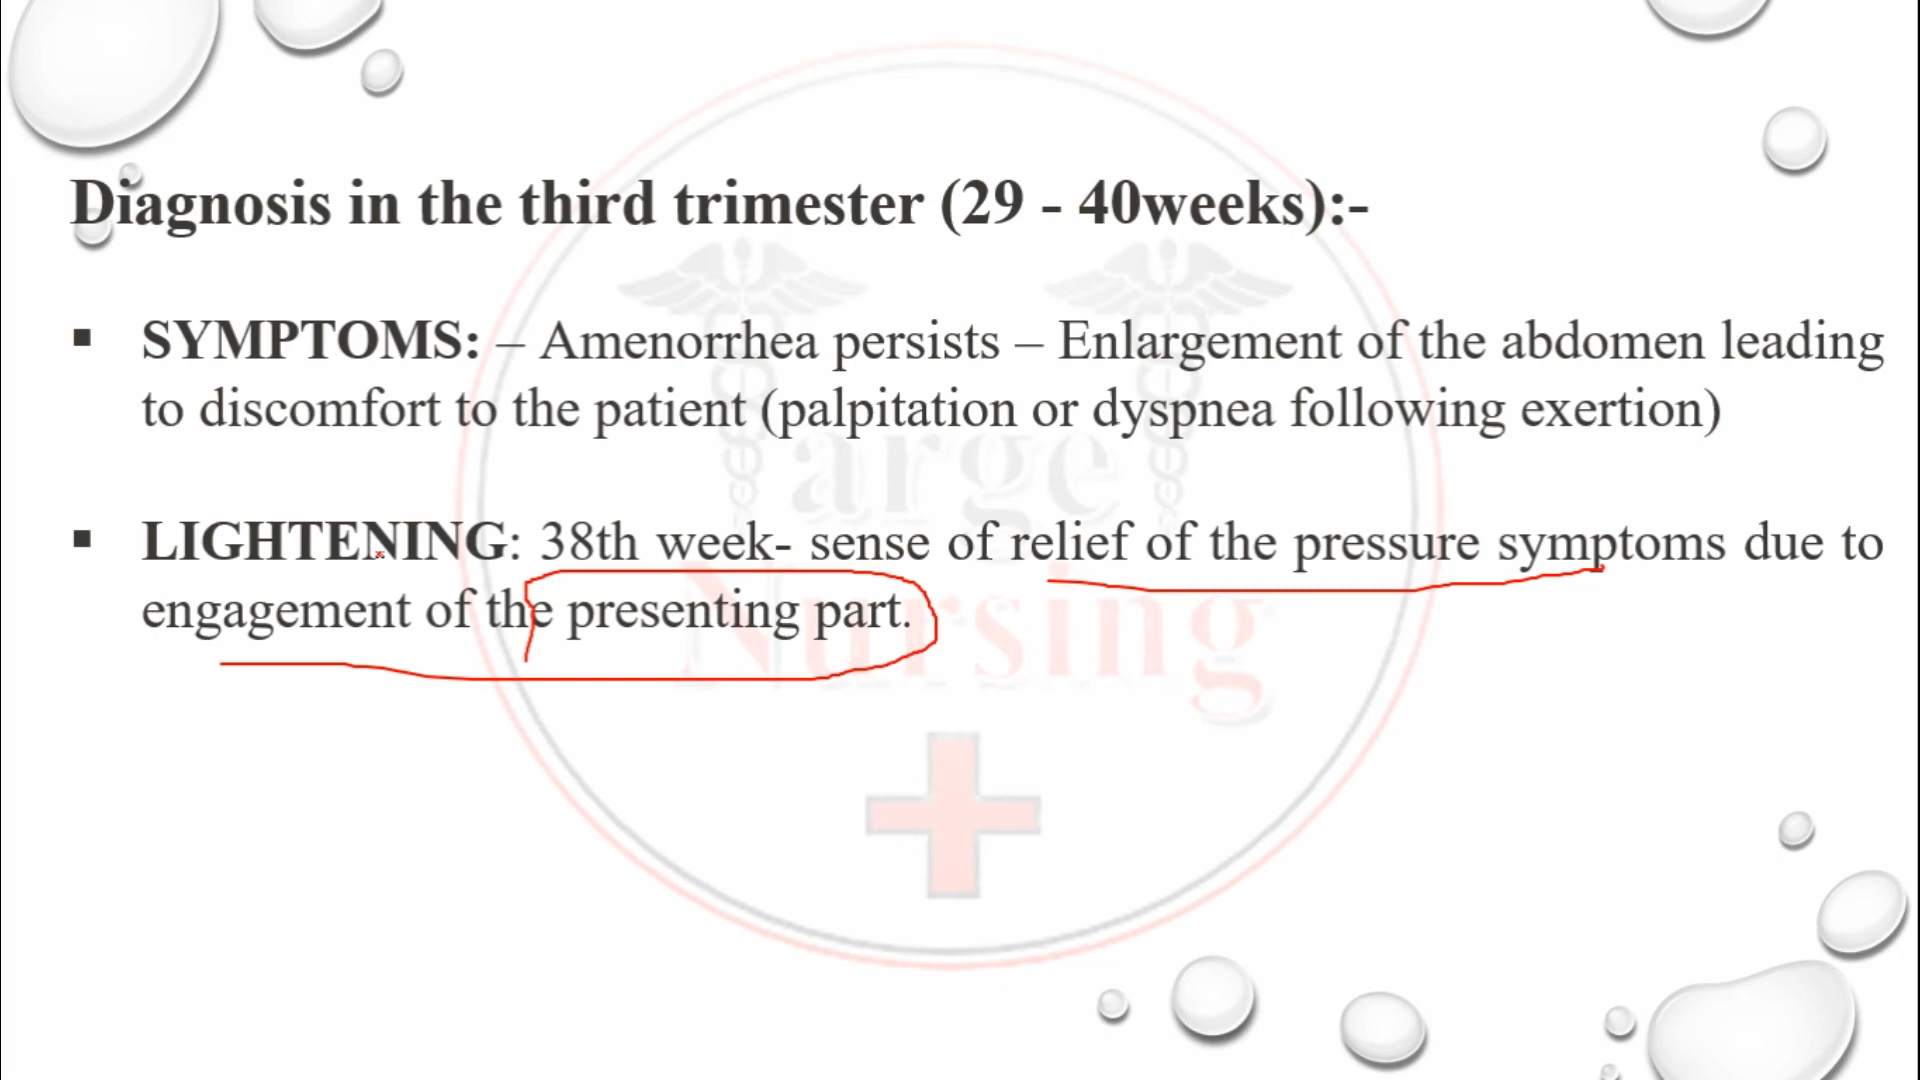 Diagnosis in the third trimester (29 - 40weeks):-
▪ SYMPTOMS: – Amenorrhea persists – Enlargement of the abdomen leading
to discomfort to the patient (palpitation or dyspnea following exertion)
▪ LIGHTENING: 38th week- sense of relief of the pressure symptoms due to
engagement of the presenting part.
arge
Nursing